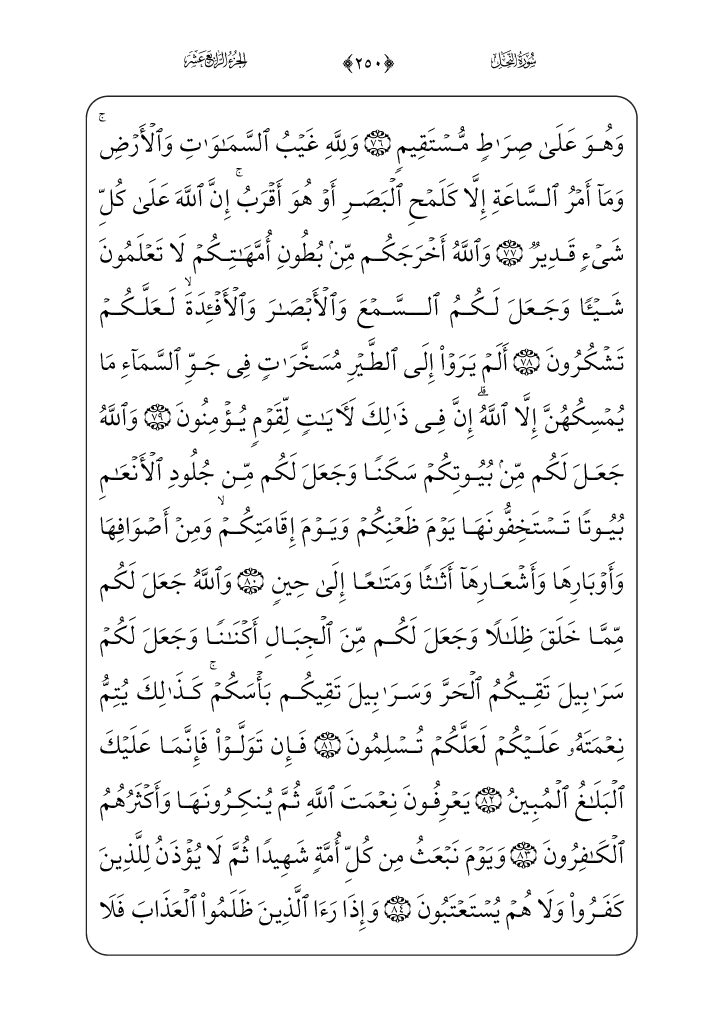 سُورَةُ النَّحۡلِ ﴿٢٥٠﴾ الجُزءُ الرَّابِعَ عَشَرَ
وَهُوَ عَلَىٰ صِرَٰطٖ مُّسۡتَقِيمٖ ٧٦ وَلِلَّهِ غَيۡبُ ٱلسَّمَٰوَٰتِ وَٱلۡأَرۡضِۚ
وَمَآ أَمۡرُ ٱلسَّاعَةِ إِلَّا كَلَمۡحِ ٱلۡبَصَرِ أَوۡ هُوَ أَقۡرَبُۚ إِنَّ ٱللَّهَ عَلَىٰ كُلِّ
شَيۡءٖ قَدِيرٞ ٧٧ وَٱللَّهُ أَخۡرَجَكُم مِّنۢ بُطُونِ أُمَّهَٰتِكُمۡ لَا تَعۡلَمُونَ
شَيۡـٔٗا وَجَعَلَ لَكُمُ ٱلسَّمۡعَ وَٱلۡأَبۡصَٰرَ وَٱلۡأَفۡـِٔدَةَۙ لَعَلَّكُمۡ
تَشۡكُرُونَ ٧٨ أَلَمۡ يَرَوۡاْ إِلَى ٱلطَّيۡرِ مُسَخَّرَٰتٖ فِي جَوِّ ٱلسَّمَآءِ مَا
يُمۡسِكُهُنَّ إِلَّا ٱللَّهُۚ إِنَّ فِي ذَٰلِكَ لَأٓيَٰتٖ لِّقَوۡمٖ يُؤۡمِنُونَ ٧٩ وَٱللَّهُ
جَعَلَ لَكُم مِّنۢ بُيُوتِكُمۡ سَكَنٗا وَجَعَلَ لَكُم مِّن جُلُودِ ٱلۡأَنۡعَٰمِ
بُيُوتٗا تَسۡتَخِفُّونَهَا يَوۡمَ ظَعۡنِكُمۡ وَيَوۡمَ إِقَامَتِكُمۡۙ وَمِنۡ أَصۡوَافِهَا
وَأَوۡبَارِهَا وَأَشۡعَارِهَآ أَثَٰثٗا وَمَتَٰعًا إِلَىٰ حِينٖ ٨٠ وَٱللَّهُ جَعَلَ لَكُم
مِّمَّا خَلَقَ ظِلَٰلٗا وَجَعَلَ لَكُم مِّنَ ٱلۡجِبَالِ أَكۡنَٰنٗا وَجَعَلَ لَكُمۡ
سَرَٰبِيلَ تَقِيكُمُ ٱلۡحَرَّ وَسَرَٰبِيلَ تَقِيكُم بَأۡسَكُمۡۚ كَذَٰلِكَ يُتِمُّ
نِعۡمَتَهُۥ عَلَيۡكُمۡ لَعَلَّكُمۡ تُسۡلِمُونَ ٨١ فَإِن تَوَلَّوۡاْ فَإِنَّمَا عَلَيۡكَ
ٱلۡبَلَٰغُ ٱلۡمُبِينُ ٨٢ يَعۡرِفُونَ نِعۡمَتَ ٱللَّهِ ثُمَّ يُنكِرُونَهَا وَأَكۡثَرُهُمُ
ٱلۡكَٰفِرُونَ ٨٣ وَيَوۡمَ نَبۡعَثُ مِن كُلِّ أُمَّةٖ شَهِيدٗا ثُمَّ لَا يُؤۡذَنُ لِلَّذِينَ
كَفَرُواْ وَلَا هُمۡ يُسۡتَعۡتَبُونَ ٨٤ وَإِذَا رَءَا ٱلَّذِينَ ظَلَمُواْ ٱلۡعَذَابَ فَلَا